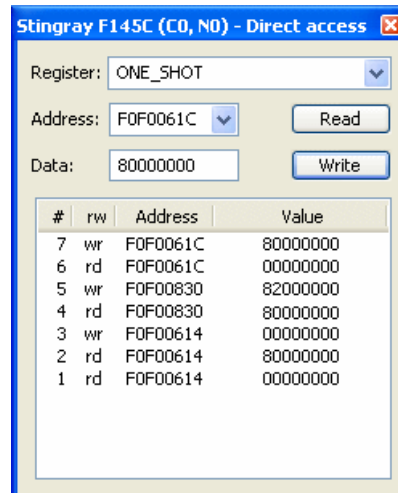 Stingray F145C (C0, N0) - Direct access
Register: ONE_SHOT
Address: F0F0061C Read
Data: 80000000 Write
# rw Address Value
7 wr F0F0061C 80000000
6 rd F0F0061C 00000000
5 wr F0F00830 82000000
4 rd F0F00830 80000000
3 wr F0F00614 00000000
2 rd F0F00614 80000000
1 rd F0F00614 00000000